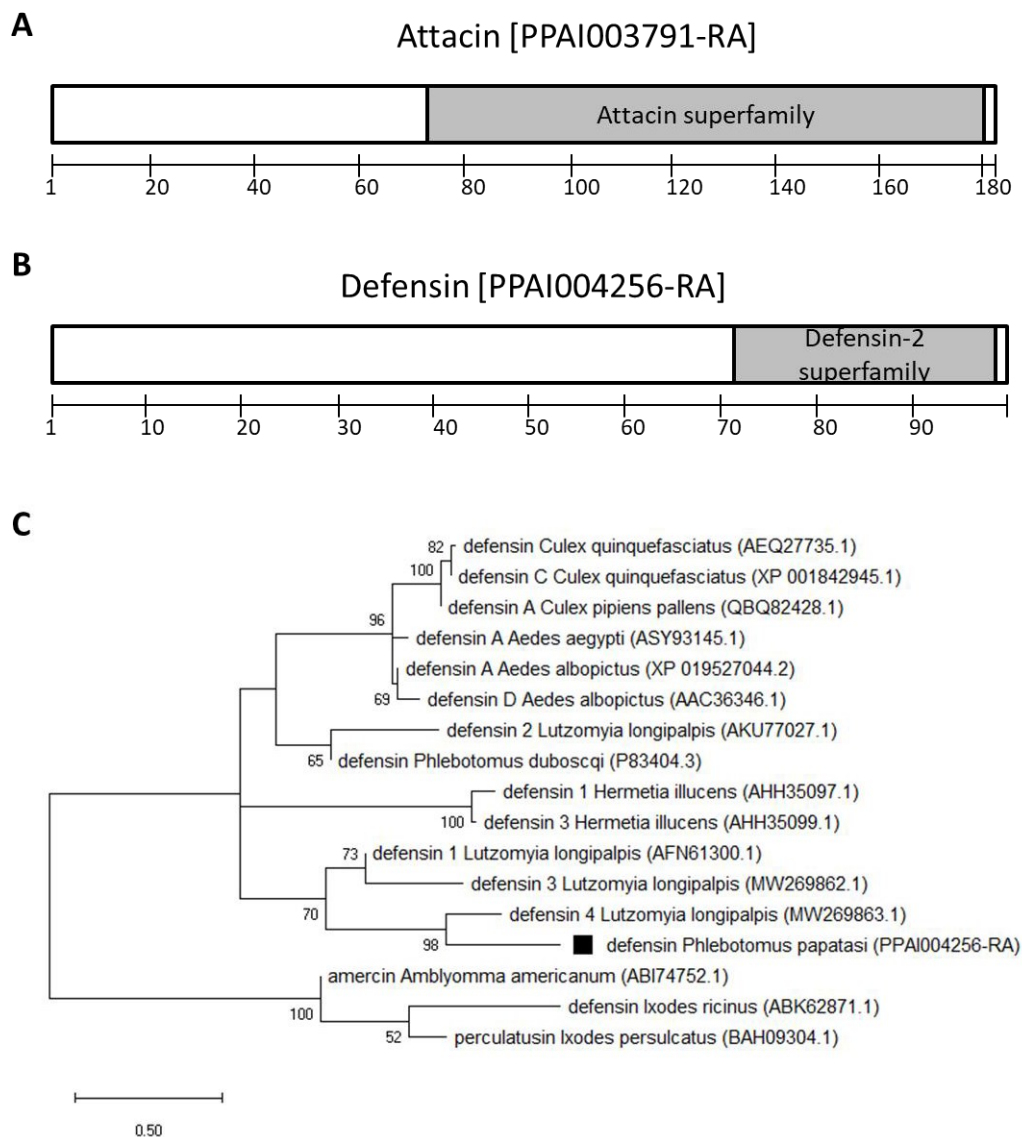 A
Attacin [PPAI003791-RA]
Attacin superfamily
1 20 40 60 80 100 120 140 160 180
B
Defensin [PPAI004256-RA]
Defensin-2
superfamily
1 10 20 30 40 50 60 70 80 90
C
82 defensin Culex quinquefasciatus (AEQ27735.1)
100 defensin C Culex quinquefasciatus (XP 001842945.1)
defensin A Culex pipiens pallens (QBQ82428.1)
96
defensin A Aedes aegypti (ASY93145.1)
defensin A Aedes albopictus (XP 019527044.2)
69 defensin D Aedes albopictus (AAC36346.1)
defensin 2 Lutzomyia longipalpis (AKU77027.1)
65 defensin Phlebotomus duboscqi (P83404.3)
defensin 1 Hermetia illucens (AHH35097.1)
100 defensin 3 Hermetia illucens (AHH35099.1)
73 defensin 1 Lutzomyia longipalpis (AFN61300.1)
defensin 3 Lutzomyia longipalpis (MW269862.1)
70 defensin 4 Lutzomyia longipalpis (MW269863.1)
98 defensin Phlebotomus papatasi (PPAI004256-RA)
amercin Amblyomma americanum (ABI74752.1)
100 defensin Ixodes ricinus (ABK62871.1)
52 perculatusin Ixodes persulcatus (BAH09304.1)
0.50